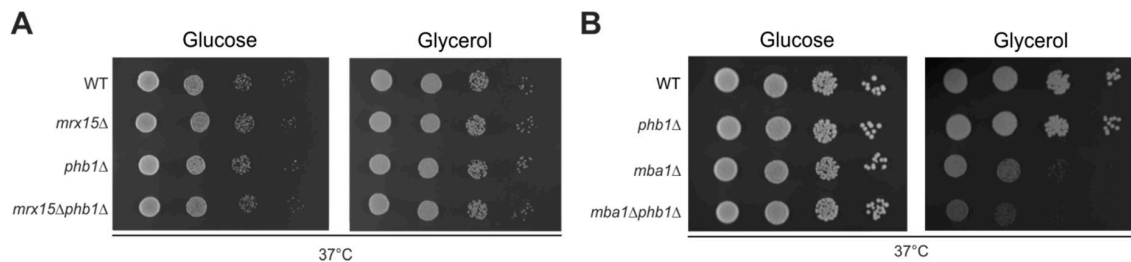 A
Glucose
Glycerol
WT
mrx15Δ
phb1Δ
mrx15Δphb1Δ
37°C
B
Glucose
Glycerol
WT
phb1Δ
mba1Δ
mba1Δphb1Δ
37°C